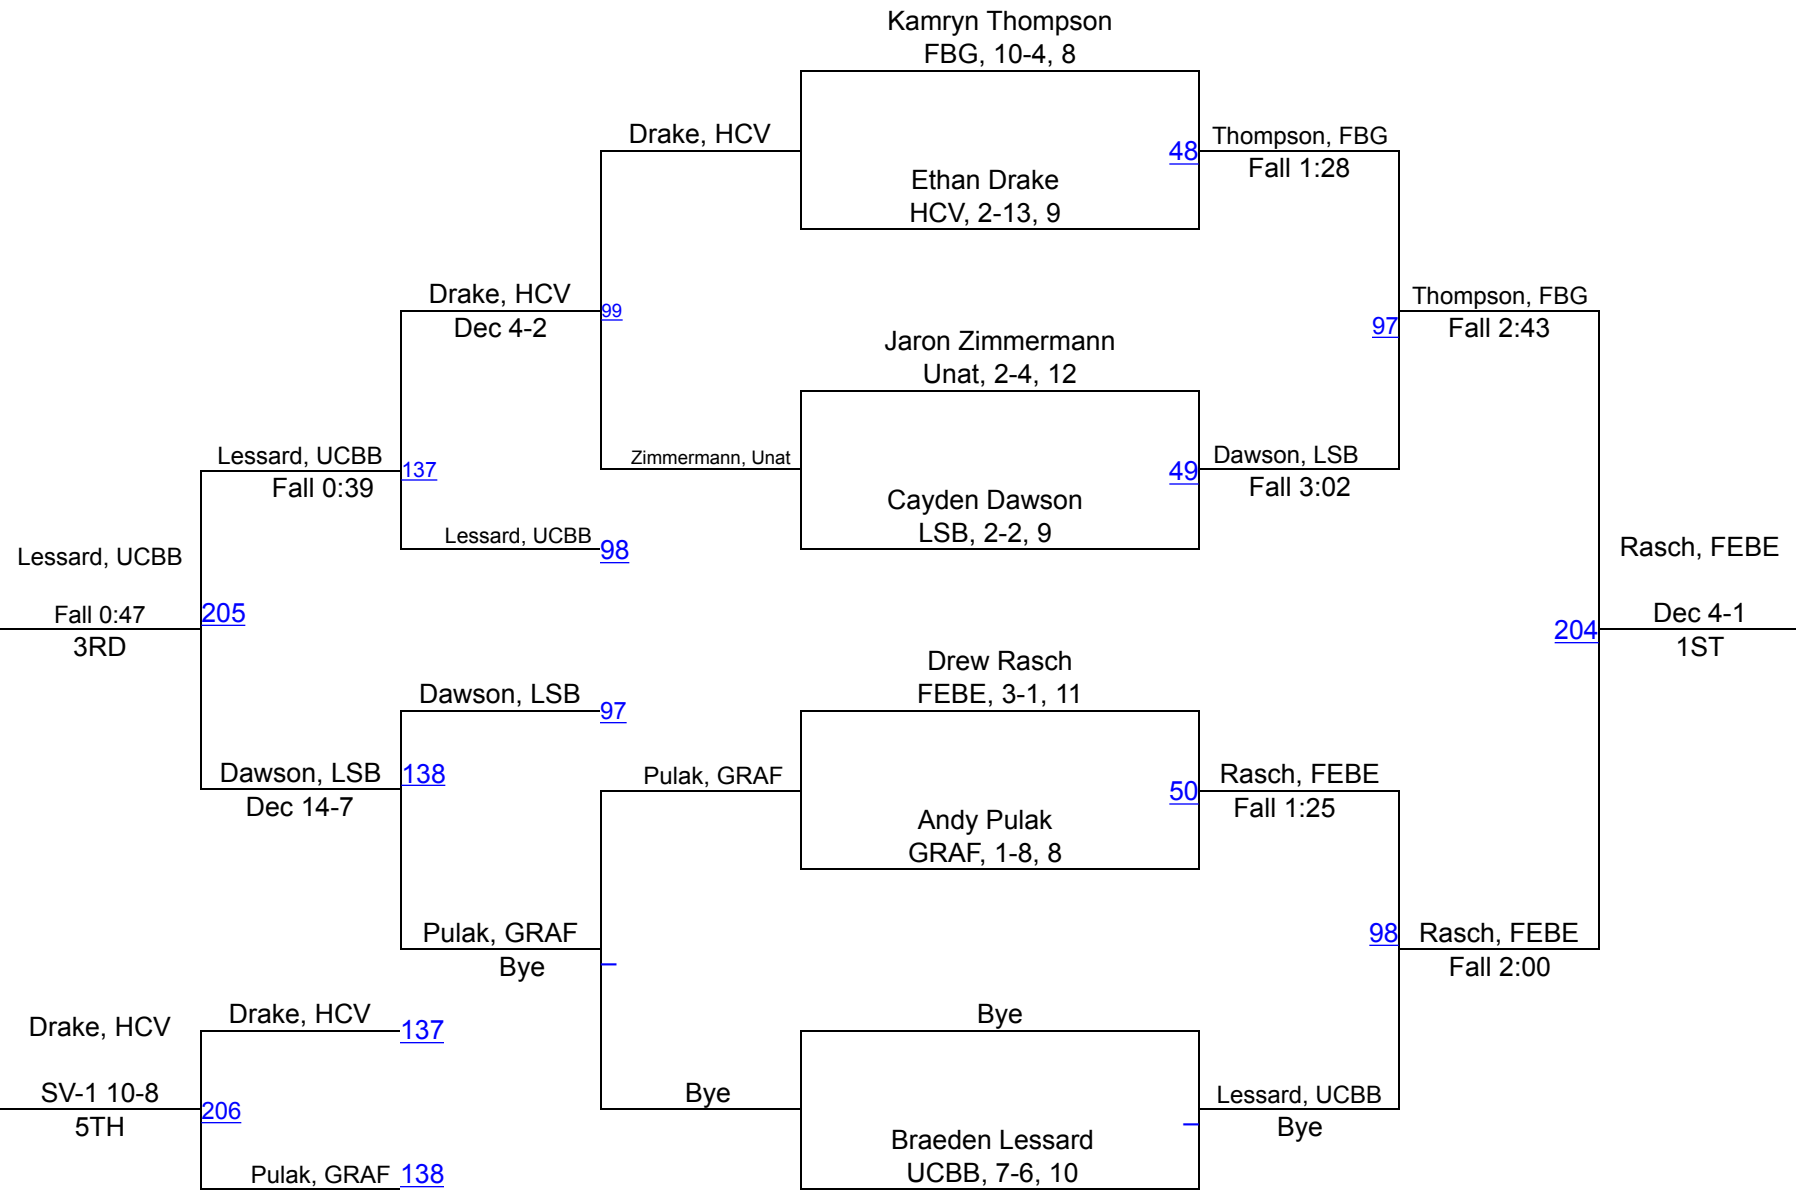 Kamryn Thompson
FBG, 10-4, 8
Drake, HCV
48
Thompson, FBG
Fall 1:28
Ethan Drake
HCV, 2-13, 9
Drake, HCV
Dec 4-2
99
Thompson, FBG
Fall 2:43
97
Jaron Zimmermann
Unat, 2-4, 12
Lessard, UCBB
Fall 0:39
137
Zimmermann, Unat
49
Dawson, LSB
Fall 3:02
Cayden Dawson
LSB, 2-2, 9
Lessard, UCBB
98
Lessard, UCBB
Fall 0:47
3RD
205
Rasch, FEBE
Dec 4-1
1ST
204
Drew Rasch
FEBE, 3-1, 11
Dawson, LSB
97
Dawson, LSB
Dec 14-7
138
Pulak, GRAF
50
Rasch, FEBE
Fall 1:25
Andy Pulak
GRAF, 1-8, 8
Pulak, GRAF
Bye
98
Rasch, FEBE
Fall 2:00
Drake, HCV
Drake, HCV
137
Bye
SV-1 10-8
5TH
206
Bye
Lessard, UCBB
Bye
Braeden Lessard
UCBB, 7-6, 10
Pulak, GRAF
138